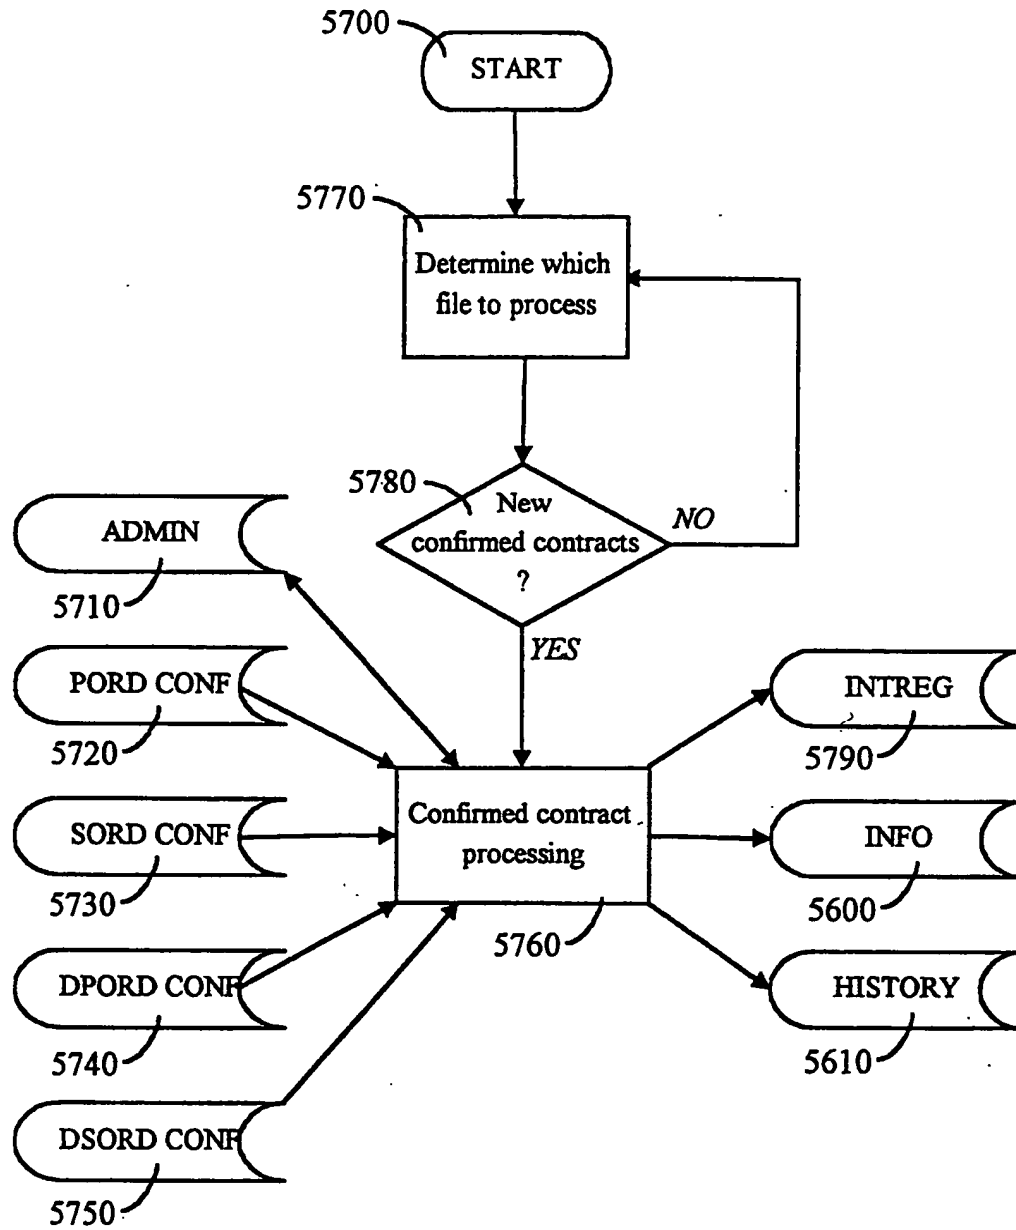 5700
START
5770
Determine which
file to process
5780
New
confirmed contracts
?
NO
YES
ADMIN
5710
PORD CONF
5720
SORD CONF
5730
DPORD CONF
5740
DSORD CONF
5750
Confirmed contract
processing
5760
INTREG
5790
INFO
5600
HISTORY
5610